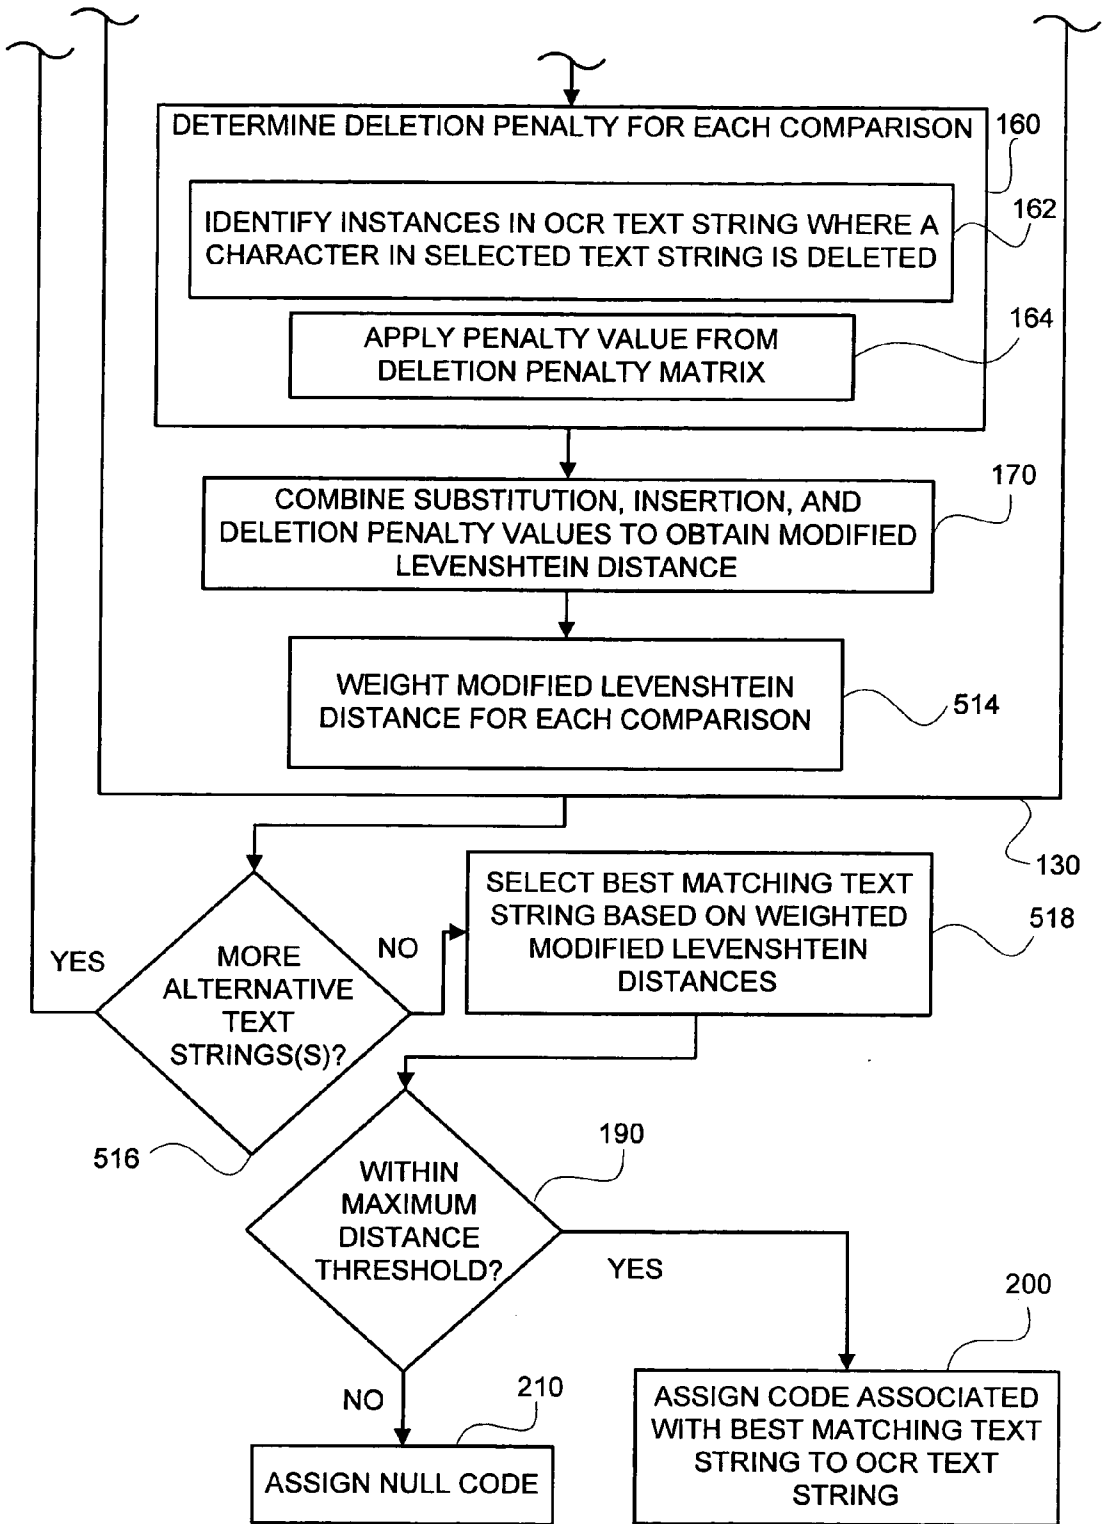 DETERMINE DELETION PENALTY FOR EACH COMPARISON
160
IDENTIFY INSTANCES IN OCR TEXT STRING WHERE A
CHARACTER IN SELECTED TEXT STRING IS DELETED
162
APPLY PENALTY VALUE FROM
DELETION PENALTY MATRIX
164
COMBINE SUBSTITUTION, INSERTION, AND
DELETION PENALTY VALUES TO OBTAIN MODIFIED
LEVENSHTEIN DISTANCE
170
WEIGHT MODIFIED LEVENSHTEIN
DISTANCE FOR EACH COMPARISON
514
130
YES
MORE
ALTERNATIVE
TEXT
STRINGS(S)?
NO
516
SELECT BEST MATCHING TEXT
STRING BASED ON WEIGHTED
MODIFIED LEVENSHTEIN
DISTANCES
518
WITHIN
MAXIMUM
DISTANCE
THRESHOLD?
190
YES
NO
200
ASSIGN CODE ASSOCIATED
WITH BEST MATCHING TEXT
STRING TO OCR TEXT
STRING
210
ASSIGN NULL CODE